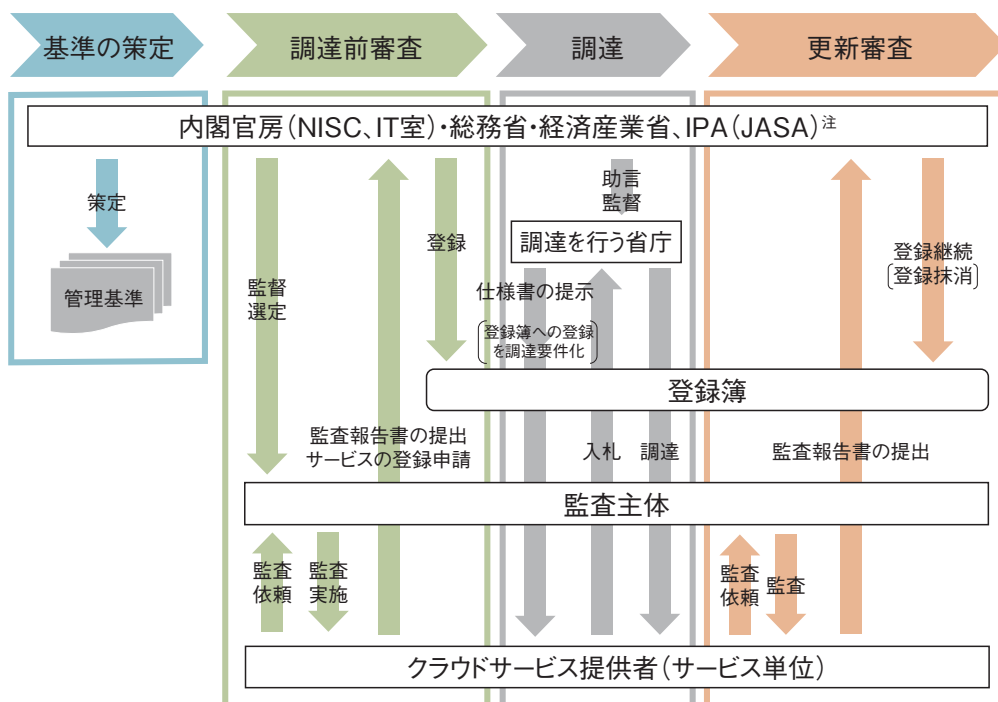 基準の策定
調達前審査
調達
更新審査
内閣官房(NISC、IT室)・総務省・経済産業省、IPA(JASA)注
策定
管理基準
監督
選定
登録
監査報告書の提出
サービスの登録申請
監査
依頼
監査
実施
助言
監督
調達を行う省庁
仕様書の提示
登録簿への登録
を調達要件化
入札
調達
登録継続
登録抹消
登録簿
監査報告書の提出
監査主体
監査
依頼
監査
クラウドサービス提供者(サービス単位)